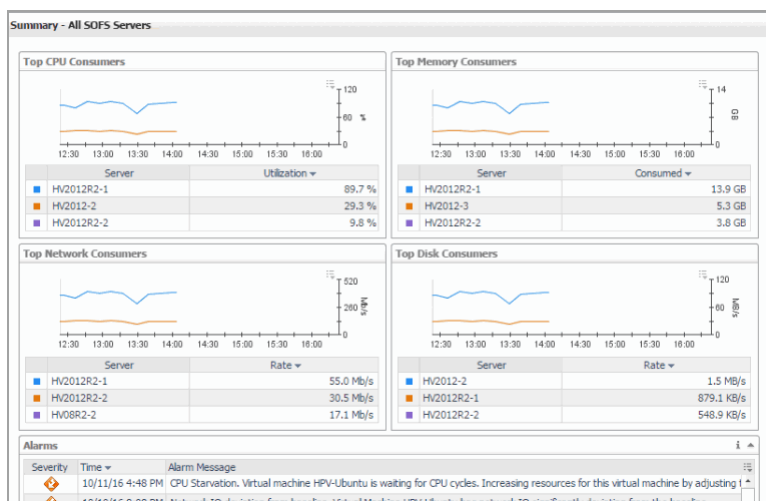 Summary - All SOFS Servers
Top CPU Consumers
120
60 %
0
12:30 13:00 13:30 14:00 14:30 15:00 15:30 16:00
Server Utilization
HV2012R2-1 89.7 %
HV2012-2 29.3 %
HV2012R2-2 9.8 %
Top Memory Consumers
14
GB
0
12:30 13:00 13:30 14:00 14:30 15:00 15:30 16:00
Server Consumed
HV2012R2-1 13.9 GB
HV2012-3 5.3 GB
HV2012R2-2 3.8 GB
Top Network Consumers
520
260 Mb/s
0
12:30 13:00 13:30 14:00 14:30 15:00 15:30 16:00
Server Rate
HV2012R2-1 55.0 Mb/s
HV2012R2-2 30.5 Mb/s
HV08R2-2 17.1 Mb/s
Top Disk Consumers
120
60 MB/s
0
12:30 13:00 13:30 14:00 14:30 15:00 15:30 16:00
Server Rate
HV2012-2 1.5 MB/s
HV2012R2-1 879.1 KB/s
HV2012R2-2 548.9 KB/s
Alarms
Severity Time Alarm Message
10/11/16 4:48 PM CPU Starvation. Virtual machine HPV-Ubuntu is waiting for CPU cycles. Increasing resources for this virtual machine by adjusting